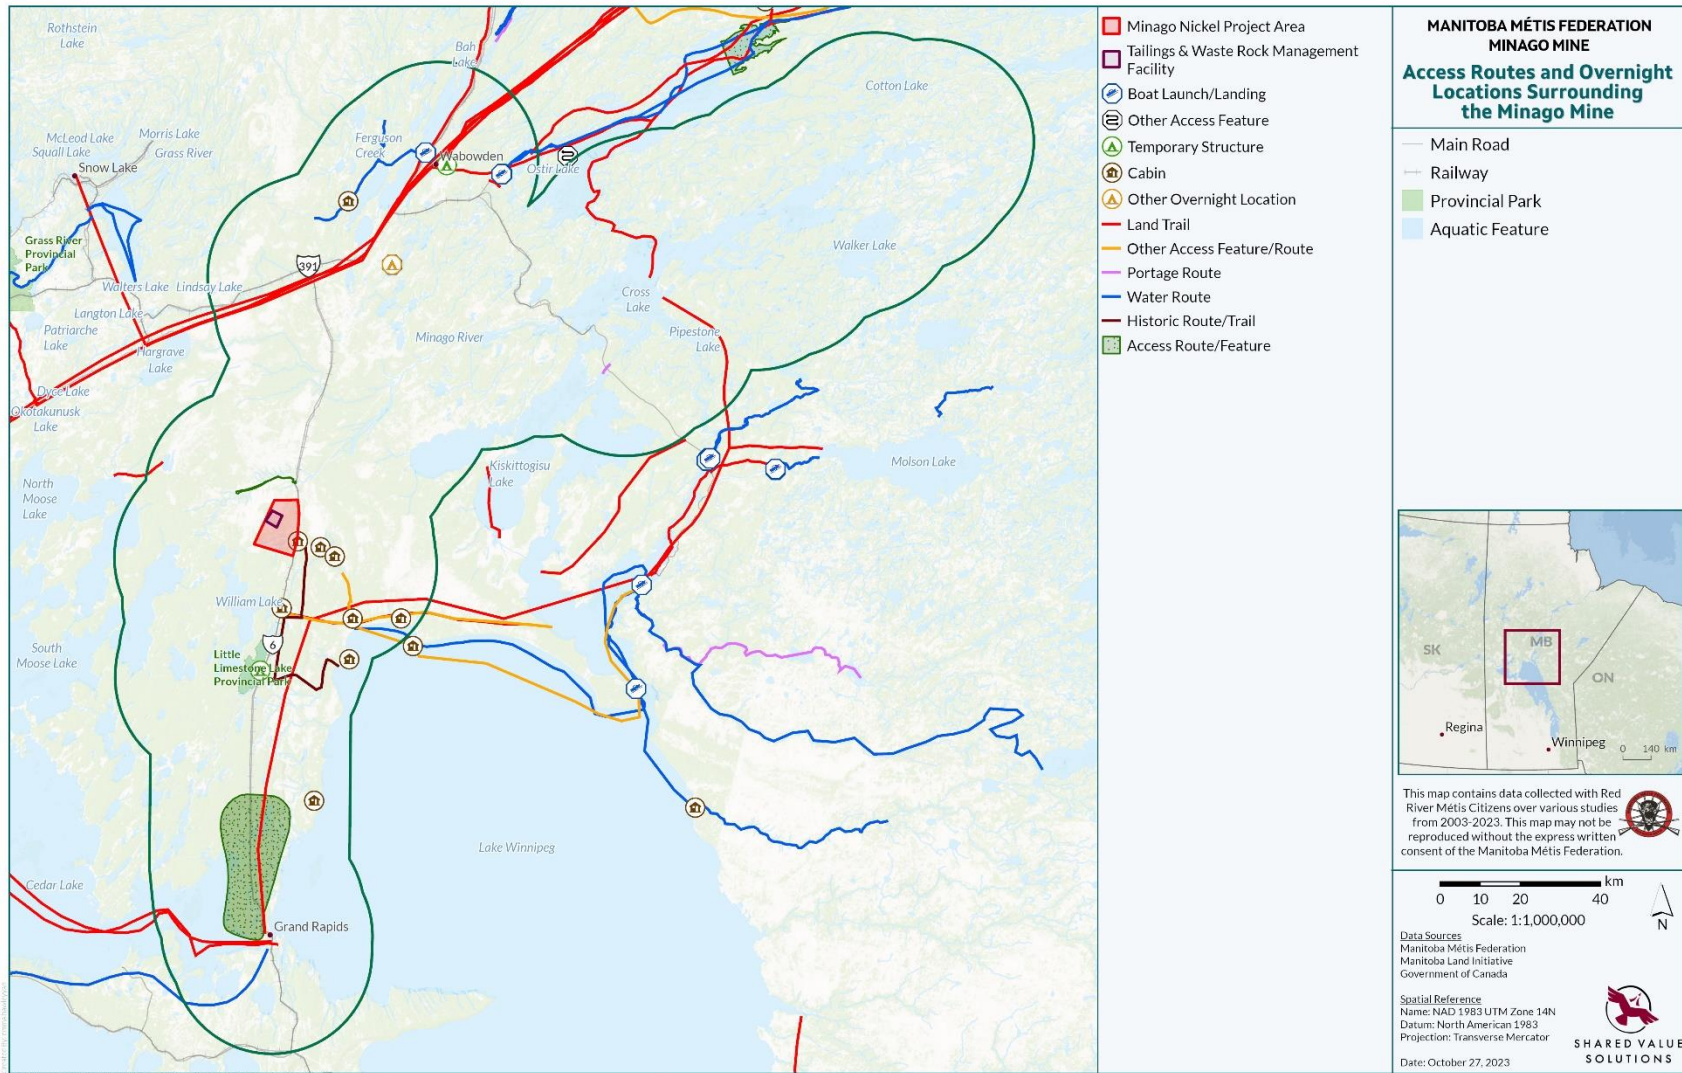 Rothstein
Lake
Bah
Lake
Cotton Lake
McLeod Lake
Morris Lake
Squall Lake
Grass River
Snow Lake
Ferguson
Creek
Wabowden
Ostir Lake
Grass River
Provincial
Park
391
Walker Lake
Walters Lake
Lindsay Lake
Cross
Lake
Langton Lake
Patriarche
Lake
Hargrave
Lake
Minago River
Pipestone
Lake
Dyce Lake
Okotakunusk
Lake
Kiskittogisu
Lake
Molson Lake
North
Moose
Lake
William Lake
6
South
Moose Lake
Little
Limestone Lake
Provincial Park
Lake Winnipeg
Cedar Lake
Grand Rapids
Minago Nickel Project Area
Tailings & Waste Rock Management
Facility
Boat Launch/Landing
Other Access Feature
Temporary Structure
Cabin
Other Overnight Location
Land Trail
Other Access Feature/Route
Portage Route
Water Route
Historic Route/Trail
Access Route/Feature
MANITOBA MÉTIS FEDERATION
MINAGO MINE
Access Routes and Overnight
Locations Surrounding
the Minago Mine
Main Road
Railway
Provincial Park
Aquatic Feature
SK
MB
ON
Regina
Winnipeg
0 140 km
This map contains data collected with Red
River Métis Citizens over various studies
from 2003-2023. This map may not be
reproduced without the express written
consent of the Manitoba Métis Federation.
km
0 10 20 40
Scale: 1:1,000,000
N
Data Sources
Manitoba Métis Federation
Manitoba Land Initiative
Government of Canada
Spatial Reference
Name: NAD 1983 UTM Zone 14N
Datum: North American 1983
Projection: Transverse Mercator
Date: October 27, 2023
SHARED VALUE
SOLUTIONS